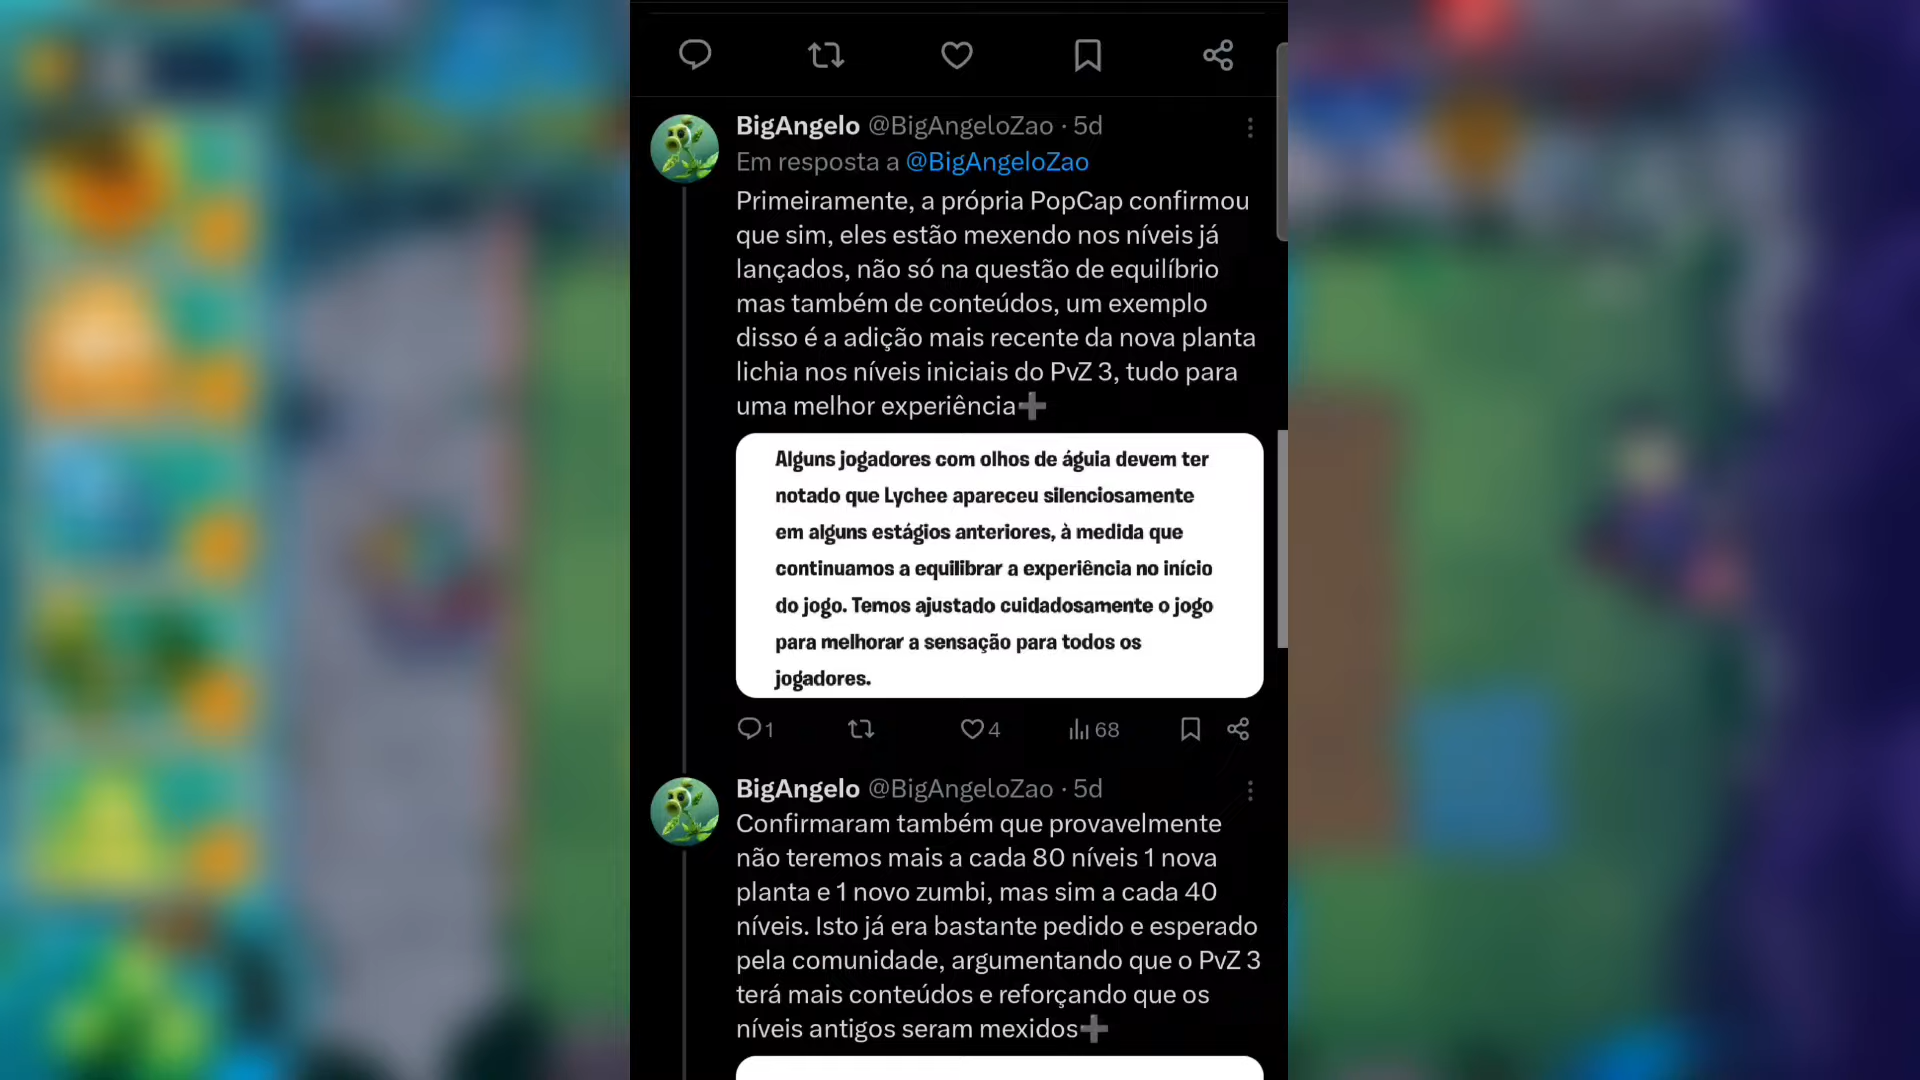 BigAngelo @BigAngeloZao · 5d
Em resposta a @BigAngeloZao
Primeiramente, a própria PopCap confirmou
que sim, eles estão mexendo nos níveis já
lançados, não só na questão de equilíbrio
mas também de conteúdos, um exemplo
disso é a adição mais recente da nova planta
lichia nos níveis iniciais do PvZ 3, tudo para
uma melhor experiência➕
Alguns jogadores com olhos de águia devem ter
notado que Lychee apareceu silenciosamente
em alguns estágios anteriores, à medida que
continuamos a equilibrar a experiência no início
do jogo. Temos ajustado cuidadosamente o jogo
para melhorar a sensação para todos os
jogadores.
1 4 68
BigAngelo @BigAngeloZao · 5d
Confirmaram também que provavelmente
não teremos mais a cada 80 níveis 1 nova
planta e 1 novo zumbi, mas sim a cada 40
níveis. Isto já era bastante pedido e esperado
pela comunidade, argumentando que o PvZ 3
terá mais conteúdos e reforçando que os
níveis antigos seram mexidos➕